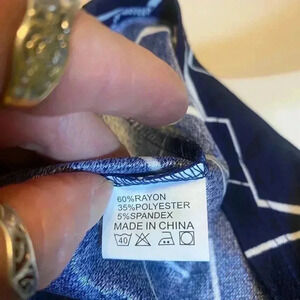 60%RAYON
35%POLYESTER
5%SPANDEX
MADE IN CHINA
40